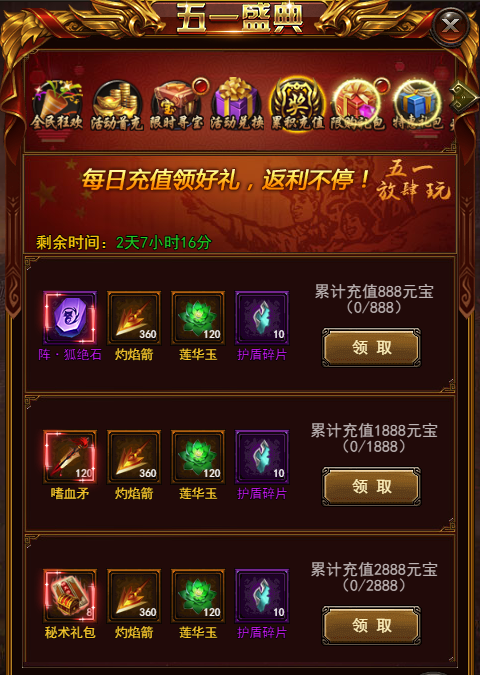 五一盛典
全民狂欢 活动首充 限时寻宝 活动兑换 累积充值 限购礼包 特惠礼包
每日充值领好礼，返利不停！
五一
放肆玩
剩余时间：2天7小时16分
累计充值888元宝
（0/888）
360 120 10
阵·狐绝石 灼焰箭 莲华玉 护盾碎片
领取
累计充值1888元宝
（0/1888）
120 360 120 10
嗜血矛 灼焰箭 莲华玉 护盾碎片
领取
累计充值2888元宝
（0/2888）
8 360 120 10
秘术礼包 灼焰箭 莲华玉 护盾碎片
领取